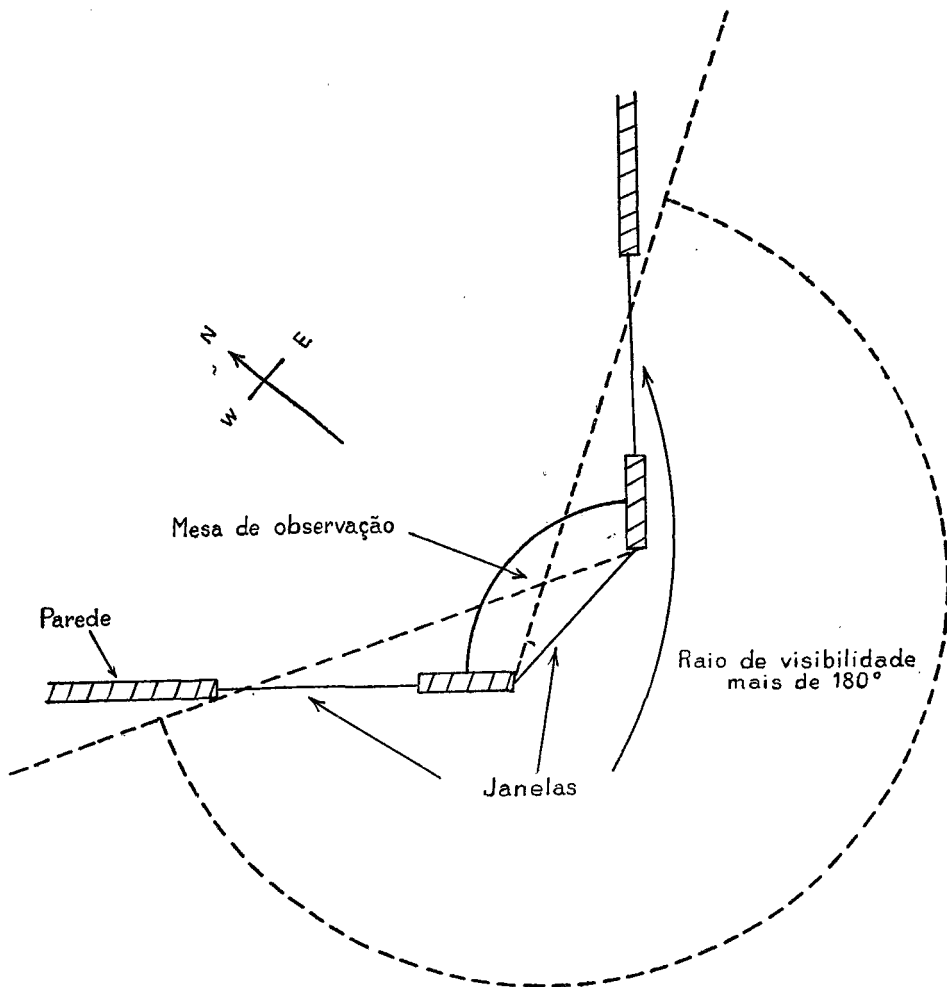 N
E
W
Mesa de observação
Parede
Raio de visibilidade
mais de 180°
Janelas